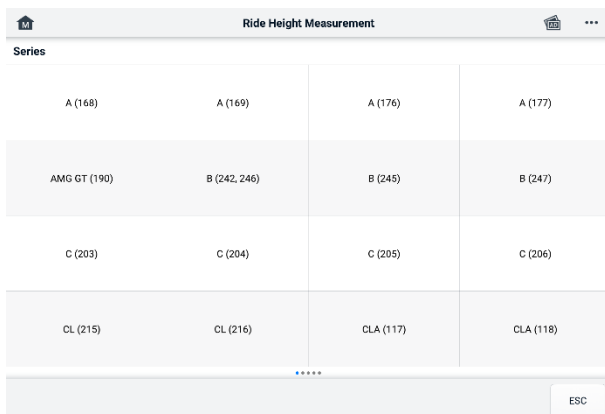 M Ride Height Measurement AD
Series
A (168) A (169) A (176) A (177)
AMG GT (190) B (242, 246) B (245) B (247)
C (203) C (204) C (205) C (206)
CL (215) CL (216) CLA (117) CLA (118)
ESC